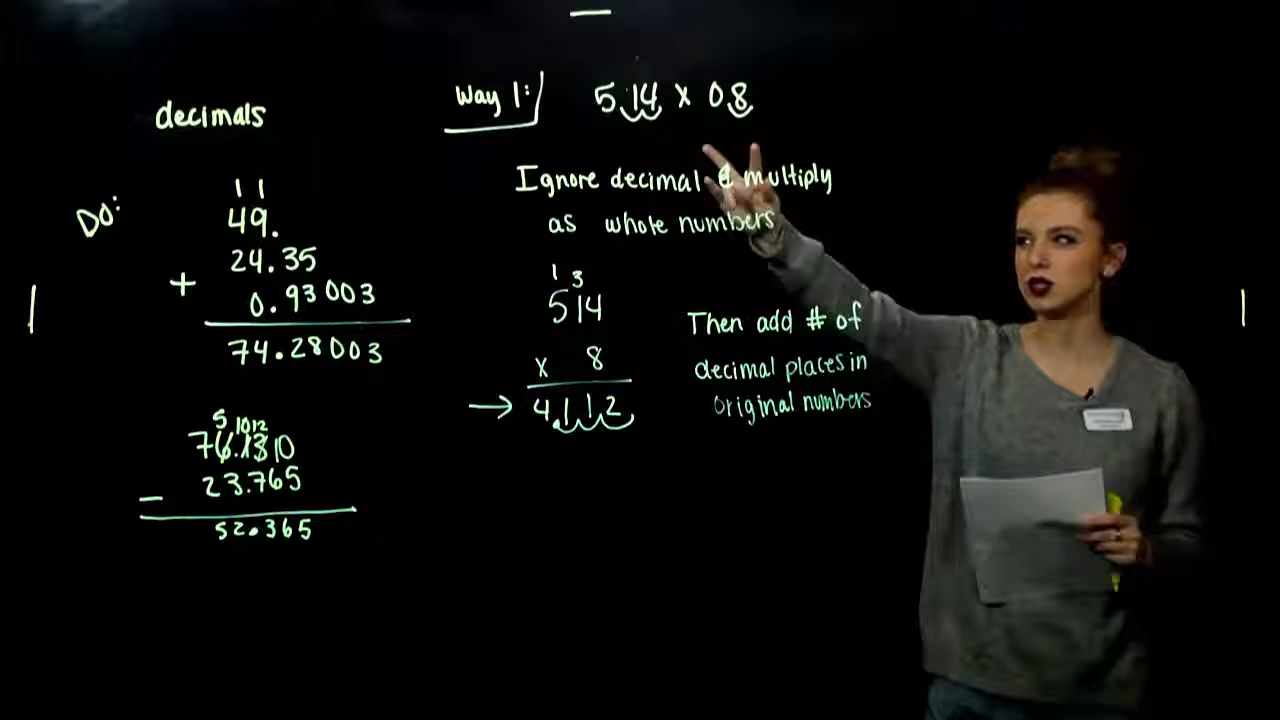 decimals
DO:
1 1
49.
24.35
+ 0.93003
74.28003
5 10 12
76.1310
- 23.765
52.365
Way 1:
5.14 x 0.8
Ignore decimal & multiply
as whole numbers
1 3
514
x 8
→ 4.112
Then add # of
decimal places in
original numbers